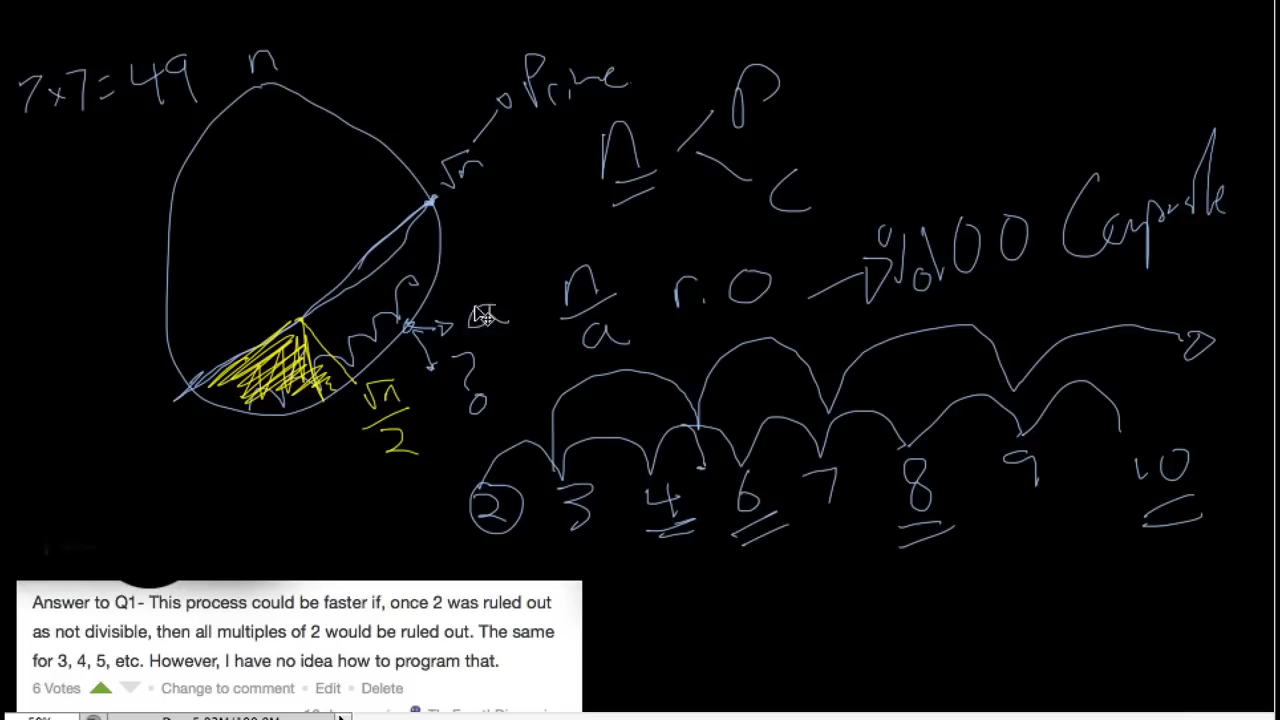 7×7=49
n
√n
Prime
n
P
C
n/a r. 0
%100 Composite
P
?
√n/2
2 3 4 6 7 8 9 10
Answer to Q1- This process could be faster if, once 2 was ruled out
as not divisible, then all multiples of 2 would be ruled out. The same
for 3, 4, 5, etc. However, I have no idea how to program that.
6 Votes Change to comment • Edit • Delete